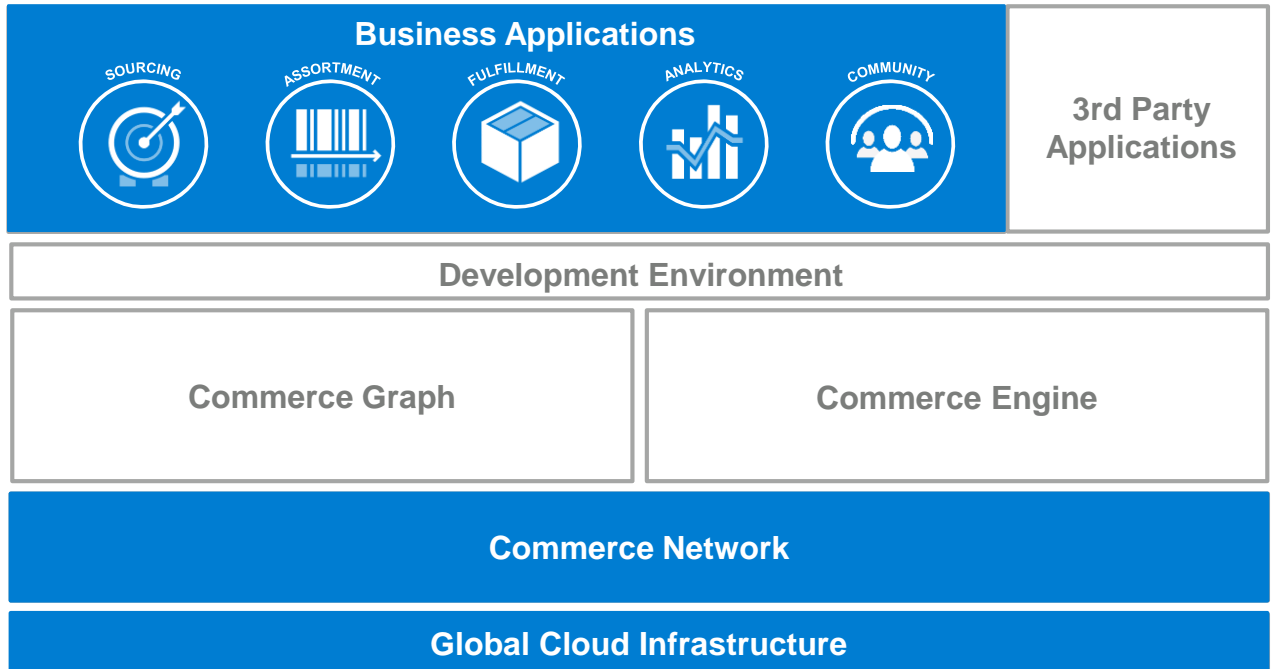 Business Applications
SOURCING
ASSORTMENT
FULFILLMENT
ANALYTICS
COMMUNITY
3rd Party
Applications
Development Environment
Commerce Graph
Commerce Engine
Commerce Network
Global Cloud Infrastructure